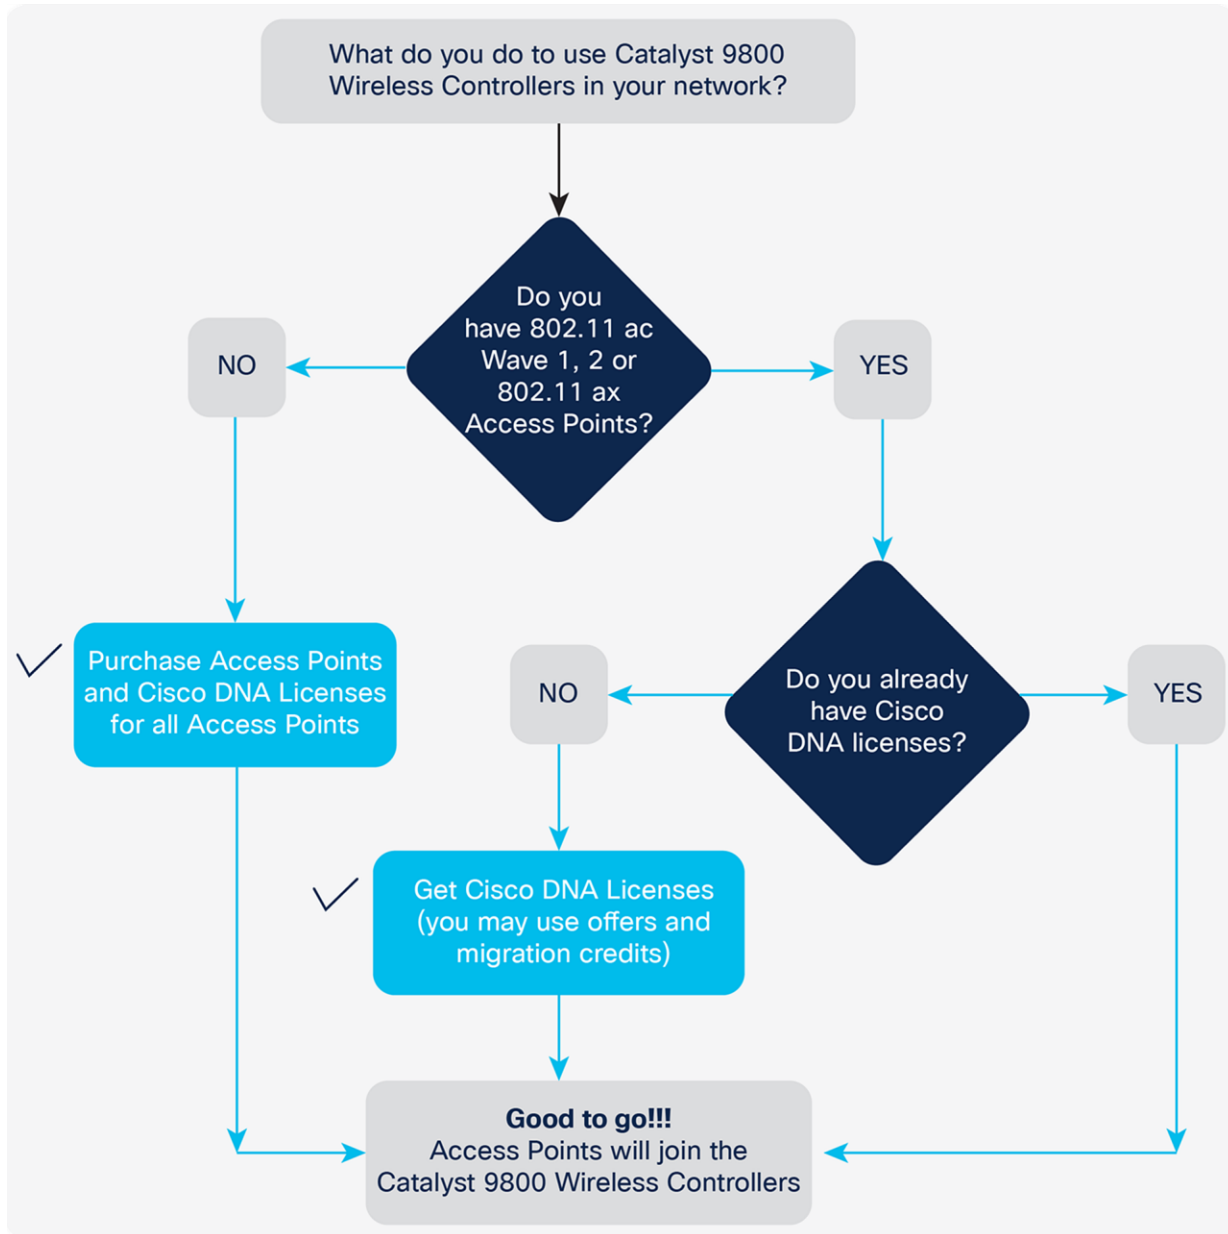 What do you do to use Catalyst 9800
Wireless Controllers in your network?
Do you
have 802.11 ac
Wave 1, 2 or
802.11 ax
Access Points?
NO
YES
Purchase Access Points
and Cisco DNA Licenses
for all Access Points
NO
Do you already
have Cisco
DNA licenses?
YES
Get Cisco DNA Licenses
(you may use offers and
migration credits)
Good to go!!!
Access Points will join the
Catalyst 9800 Wireless Controllers